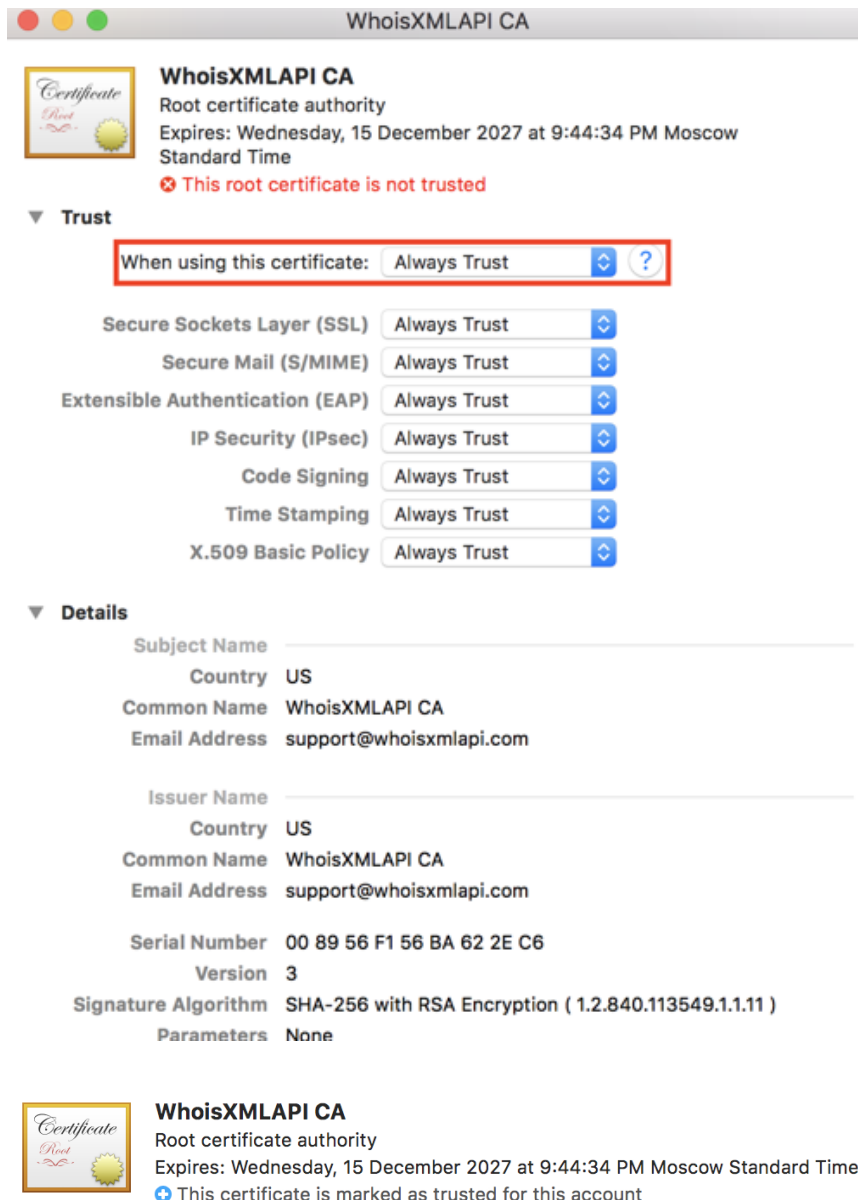 WhoisXMLAPI CA
Certificate
Root
WhoisXMLAPI CA
Root certificate authority
Expires: Wednesday, 15 December 2027 at 9:44:34 PM Moscow
Standard Time
This root certificate is not trusted
Trust
When using this certificate: Always Trust ?
Secure Sockets Layer (SSL) Always Trust
Secure Mail (S/MIME) Always Trust
Extensible Authentication (EAP) Always Trust
IP Security (IPsec) Always Trust
Code Signing Always Trust
Time Stamping Always Trust
X.509 Basic Policy Always Trust
Details
Subject Name
Country US
Common Name WhoisXMLAPI CA
Email Address support@whoisxmlapi.com
Issuer Name
Country US
Common Name WhoisXMLAPI CA
Email Address support@whoisxmlapi.com
Serial Number 00 89 56 F1 56 BA 62 2E C6
Version 3
Signature Algorithm SHA-256 with RSA Encryption ( 1.2.840.113549.1.1.11 )
Parameters None
Certificate
Root
WhoisXMLAPI CA
Root certificate authority
Expires: Wednesday, 15 December 2027 at 9:44:34 PM Moscow Standard Time
This certificate is marked as trusted for this account